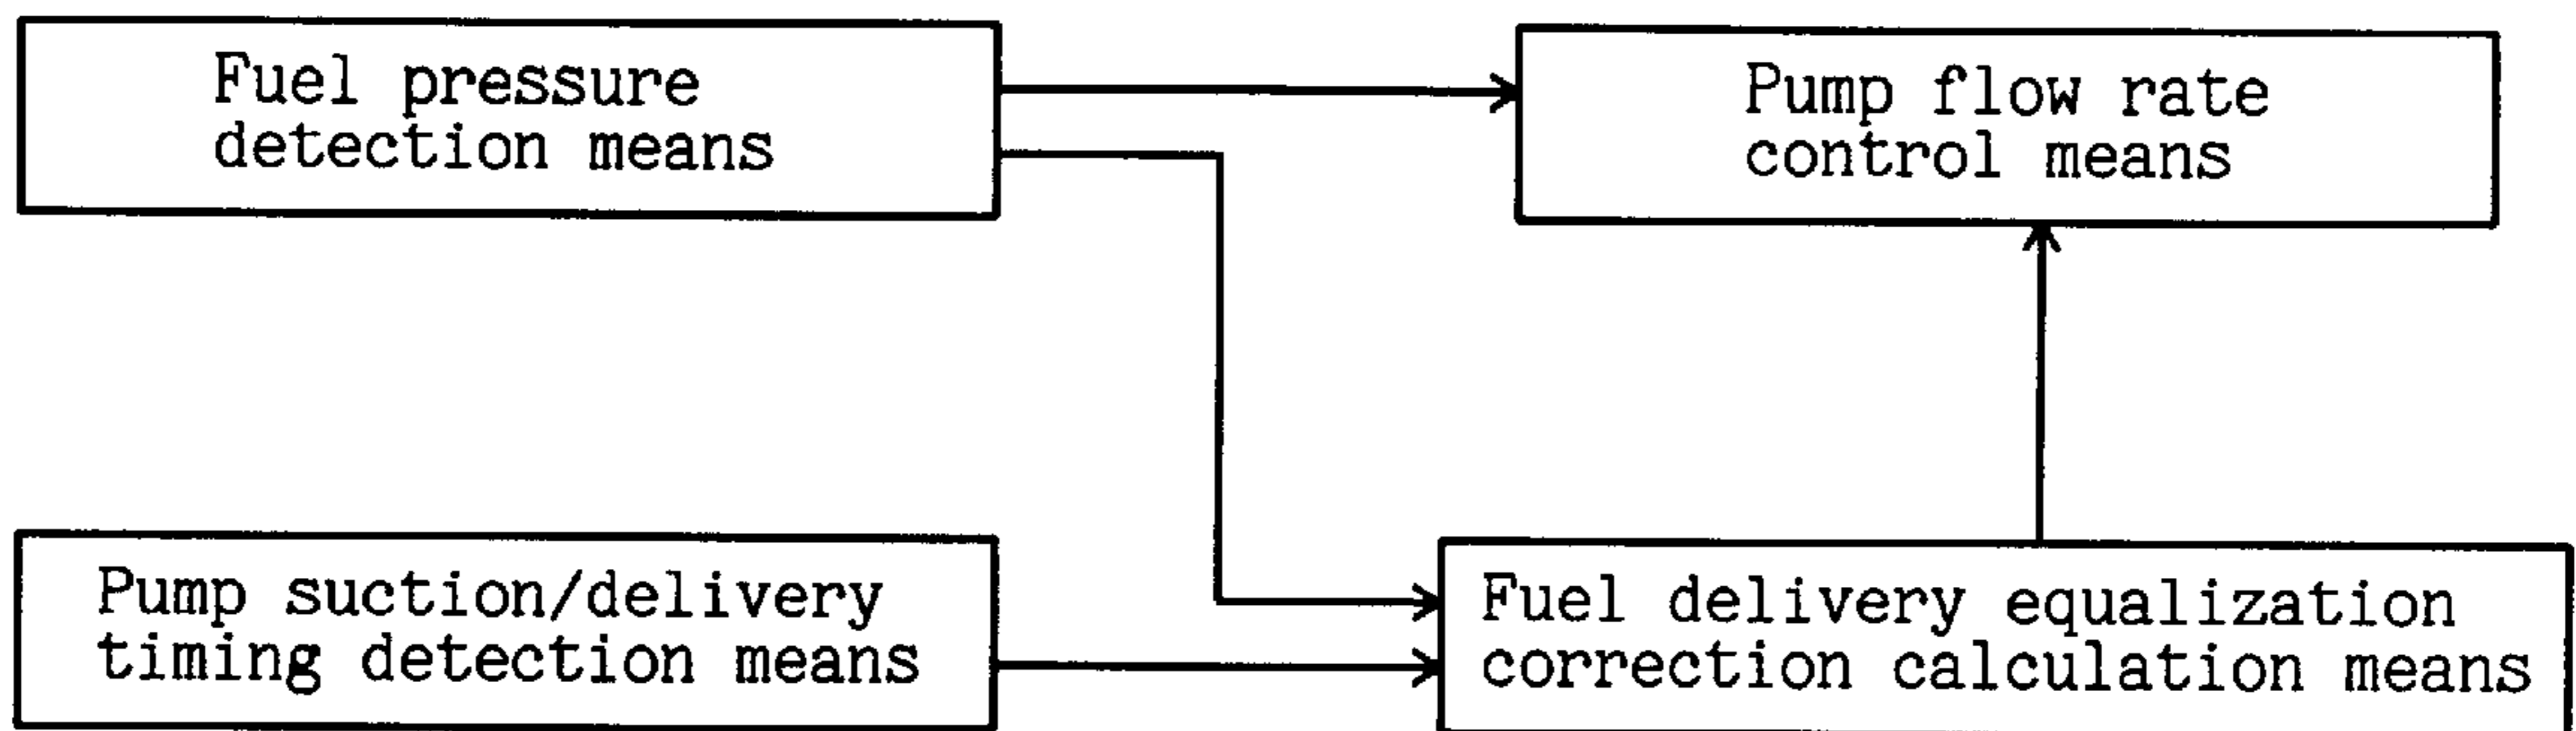 Fuel pressure
detection means
Pump flow rate
control means
Pump suction/delivery
timing detection means
Fuel delivery equalization
correction calculation means